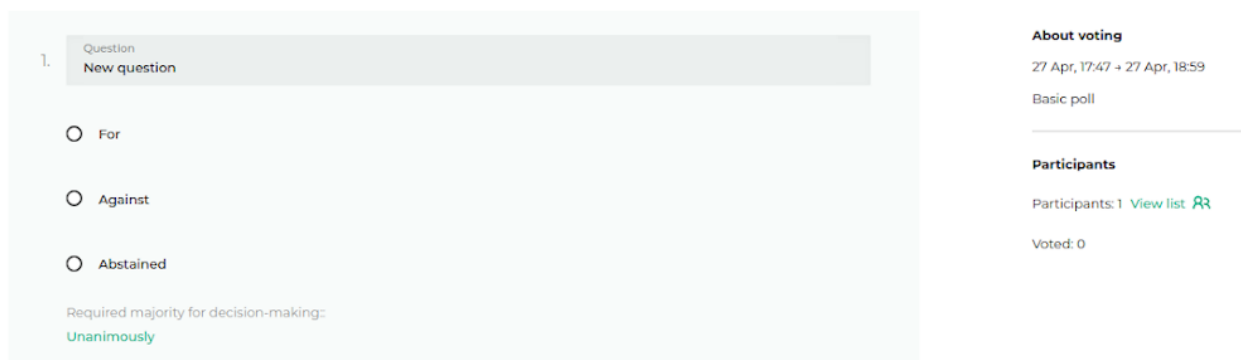 1.
Question
New question
For
Against
Abstained
Required majority for decision-making::
Unanimously
About voting
27 Apr, 17:47 → 27 Apr, 18:59
Basic poll
Participants
Participants: 1 View list
Voted: 0